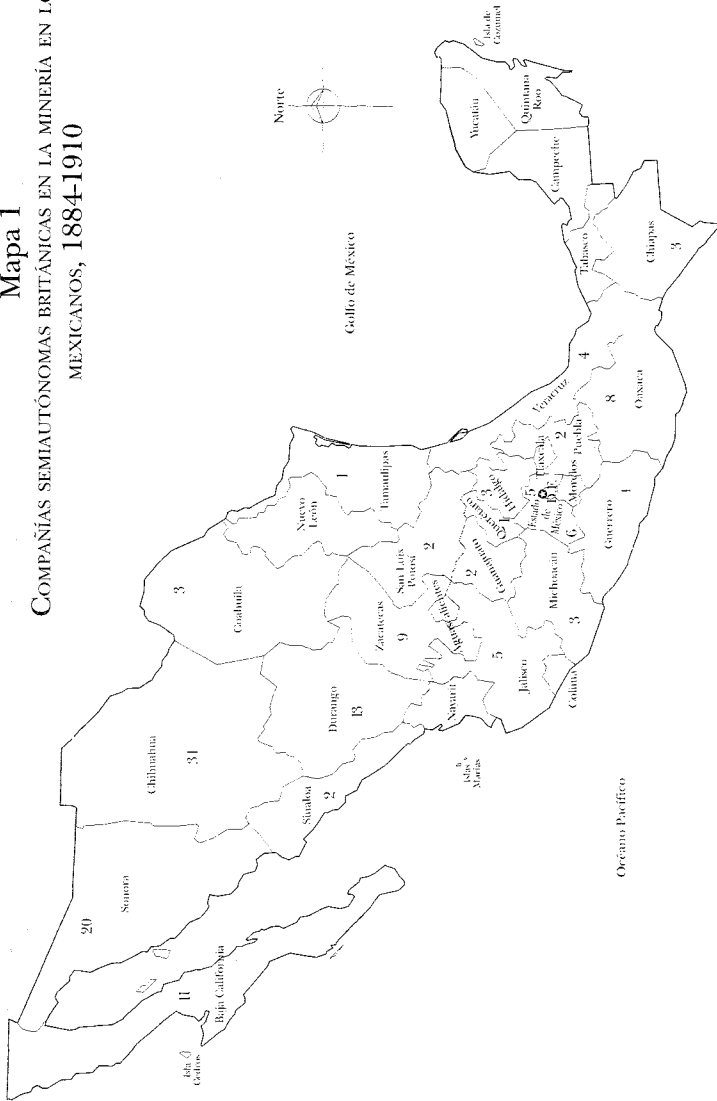 Mapa 1
COMPAÑÍAS SEMIAUTÓNOMAS BRITÁNICAS EN LA MINERÍA EN LO
MEXICANOS, 1884-1910
Norte
Golfo de México
Océano Pacífico
20
Sonora
11
Baja California
Isla
Cedros
Chihuahua
31
3
Coahuila
Nuevo
León
1
Tamaulipas
Sinaloa
2
Durango
13
Zacatecas
9
San Luis
Potosí
2
Nayarit
Islas
Marías
Aguascalientes
5
Jalisco
Colima
2
Guanajuato
Querétaro
1
3
Hidalgo
Michoacán
3
Estado
de
México
6
5
D.F.
Tlaxcala
Morelos
2
Puebla
Veracruz
4
Guerrero
8
Oaxaca
Tabasco
Chiapas
3
Campeche
Yucatán
Quintana
Roo
Isla de
Cozumel